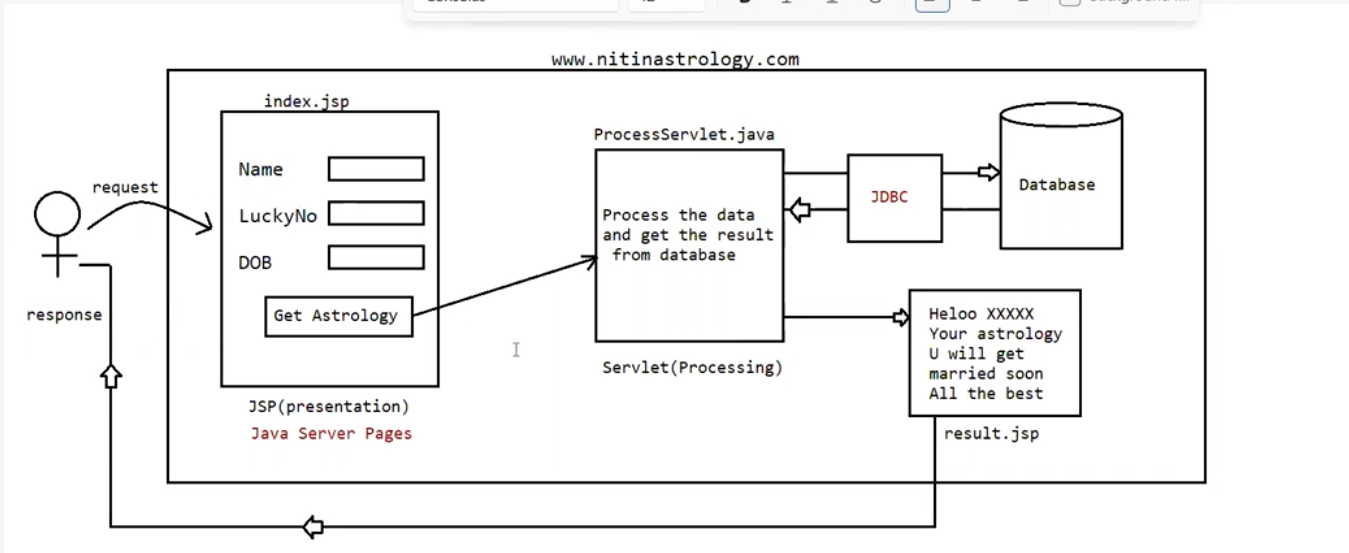 www.nitinastrology.com
index.jsp
Name
LuckyNo
DOB
Get Astrology
JSP(presentation)
Java Server Pages
request
response
ProcessServlet.java
Process the data
and get the result
from database
Servlet(Processing)
JDBC
Database
Heloo XXXXX
Your astrology
U will get
married soon
All the best
result.jsp